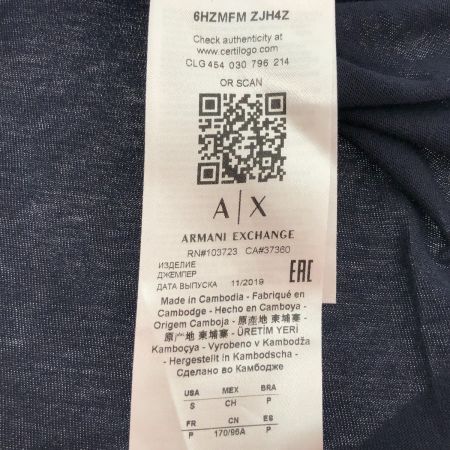 6HZMFM ZJH4Z
Check authenticity at
www.certilogo.com
CLG 454 030 796 214
OR SCAN
A|X
ARMANI EXCHANGE
RN#103723 CA#37360
ИЗДЕЛИЕ
ДЖЕМПЕР
ДАТА ВЫПУСКА 11/2019
EAC
Made in Cambodia - Fabriqué en
Cambodge - Hecho en Camboya -
Origem Camboja - 原産地 柬埔寨 -
原产地 柬埔寨 - ÜRETİM YERİ
Kamboçya - Vyrobeno v Kambodža
- Hergestellt in Kambodscha -
Сделано во Камбодже
USA MEX BRA
S CH P
FR CN ES
P 170/96A P